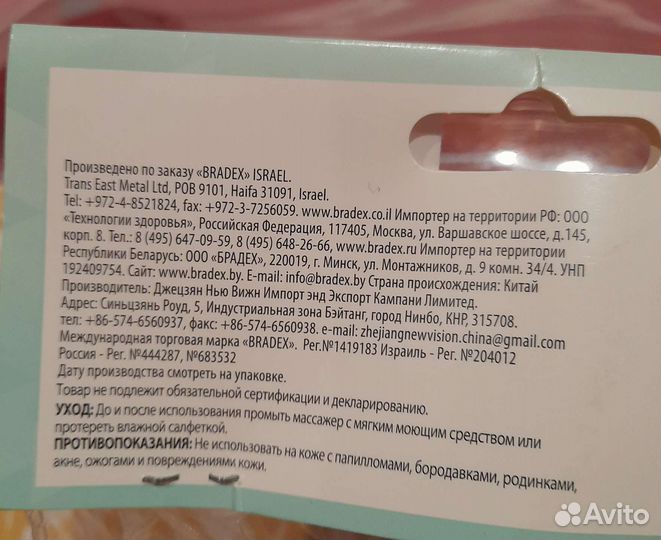 Произведено по заказу «BRADEX» ISRAEL.
Trans East Metal Ltd, POB 9101, Haifa 31091, Israel.
Tel: +972-4-8521824, fax: +972-3-7256059. www.bradex.co.il Импортер на территории РФ: ООО
«Технологии здоровья», Российская Федерация, 117405, Москва, ул. Варшавское шоссе, д.145,
корп. 8. Тел.: 8 (495) 647-09-59, 8 (495) 648-26-66, www.bradex.ru Импортер на территории
Республики Беларусь: ООО «БРАДЕХ», 220019, г. Минск, ул. Монтажников, д. 9 комн. 34/4. УНП
192409754. Сайт: www.bradex.by. E-mail: info@bradex.by Страна происхождения: Китай
Производитель: Джецзян Нью Вижн Импорт энд Экспорт Кампани Лимитед.
Адрес: Синьцзянь Роуд, 5, Индустриальная зона Бэйтанг, город Нинбо, КНР, 315708.
тел: +86-574-6560937, факс: +86-574-6560938. e-mail: zhejiangnewvision.china@gmail.com
Международная торговая марка «BRADEX». Рег.№1419183 Израиль - Рег. №204012
Россия - Рег. №444287, №683532
Дату производства смотреть на упаковке.
Товар не подлежит обязательной сертификации и декларированию.
УХОД: До и после использования промыть массажер с мягким моющим средством или
протереть влажной салфеткой.
ПРОТИВОПОКАЗАНИЯ: Не использовать на коже с папилломами, бородавками, родинками,
акне, ожогами и повреждениями кожи.
Avito